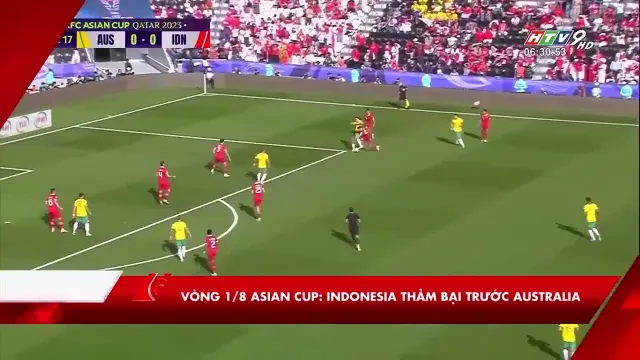 FC ASIAN CUP QATAR 2023
17 AUS 0 - 0 IDN
HTV9 HD
06:30:53
VÒNG 1/8 ASIAN CUP: INDONESIA THẢM BẠI TRƯỚC AUSTRALIA